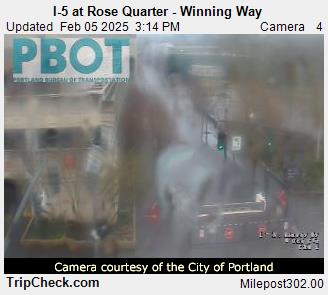 I-5 at Rose Quarter - Winning Way
Updated Feb 05 2025 3:14 PM Camera 4
PBOT
PORTLAND BUREAU OF TRANSPORTATION
Camera courtesy of the City of Portland
TripCheck.com Milepost302.00